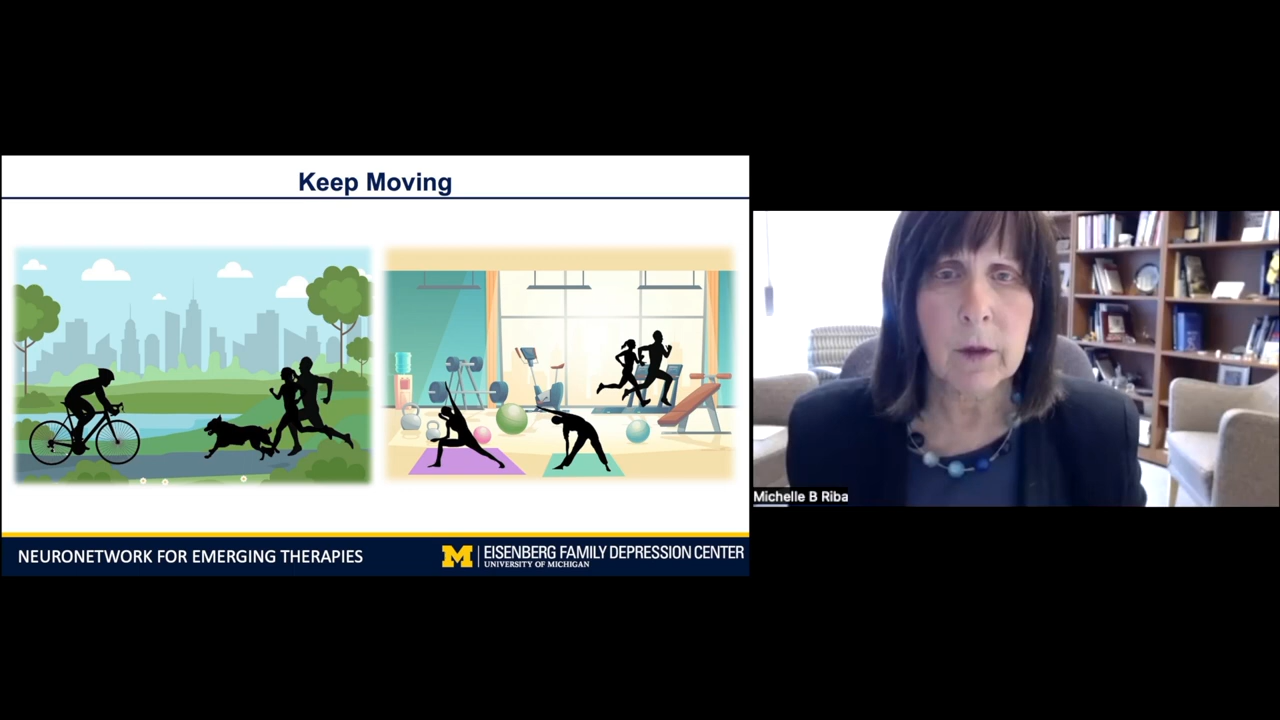 Keep Moving
NEURONETWORK FOR EMERGING THERAPIES
M
EISENBERG FAMILY DEPRESSION CENTER
UNIVERSITY OF MICHIGAN
Michelle B Riba